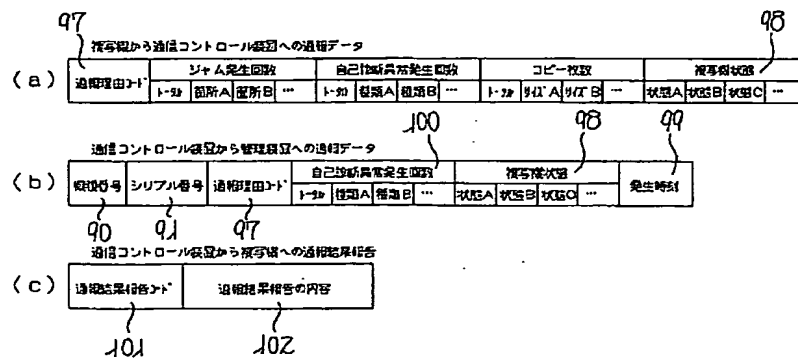 97
複写機から通信コントロール装置への通報データ
98
(a)
通報理由コード ジャム発生回数 自己診断異常発生回数 コピー枚数 複写機状態
トータル 箇所A 箇所B … トータル 種類A 種類B … トータル サイズA サイズB … 状態A 状態B 状態C …
通信コントロール装置から管理装置への通報データ
100
98
99
(b)
機種番号 シリアル番号 通報理由コード 自己診断異常発生回数 複写機状態 発生時刻
トータル 種類A 種類B … 状態A 状態B 状態C …
90
91
97
通信コントロール装置から複写機への通報結果報告
(c)
通報結果報告コード 通報結果報告の内容
101
201